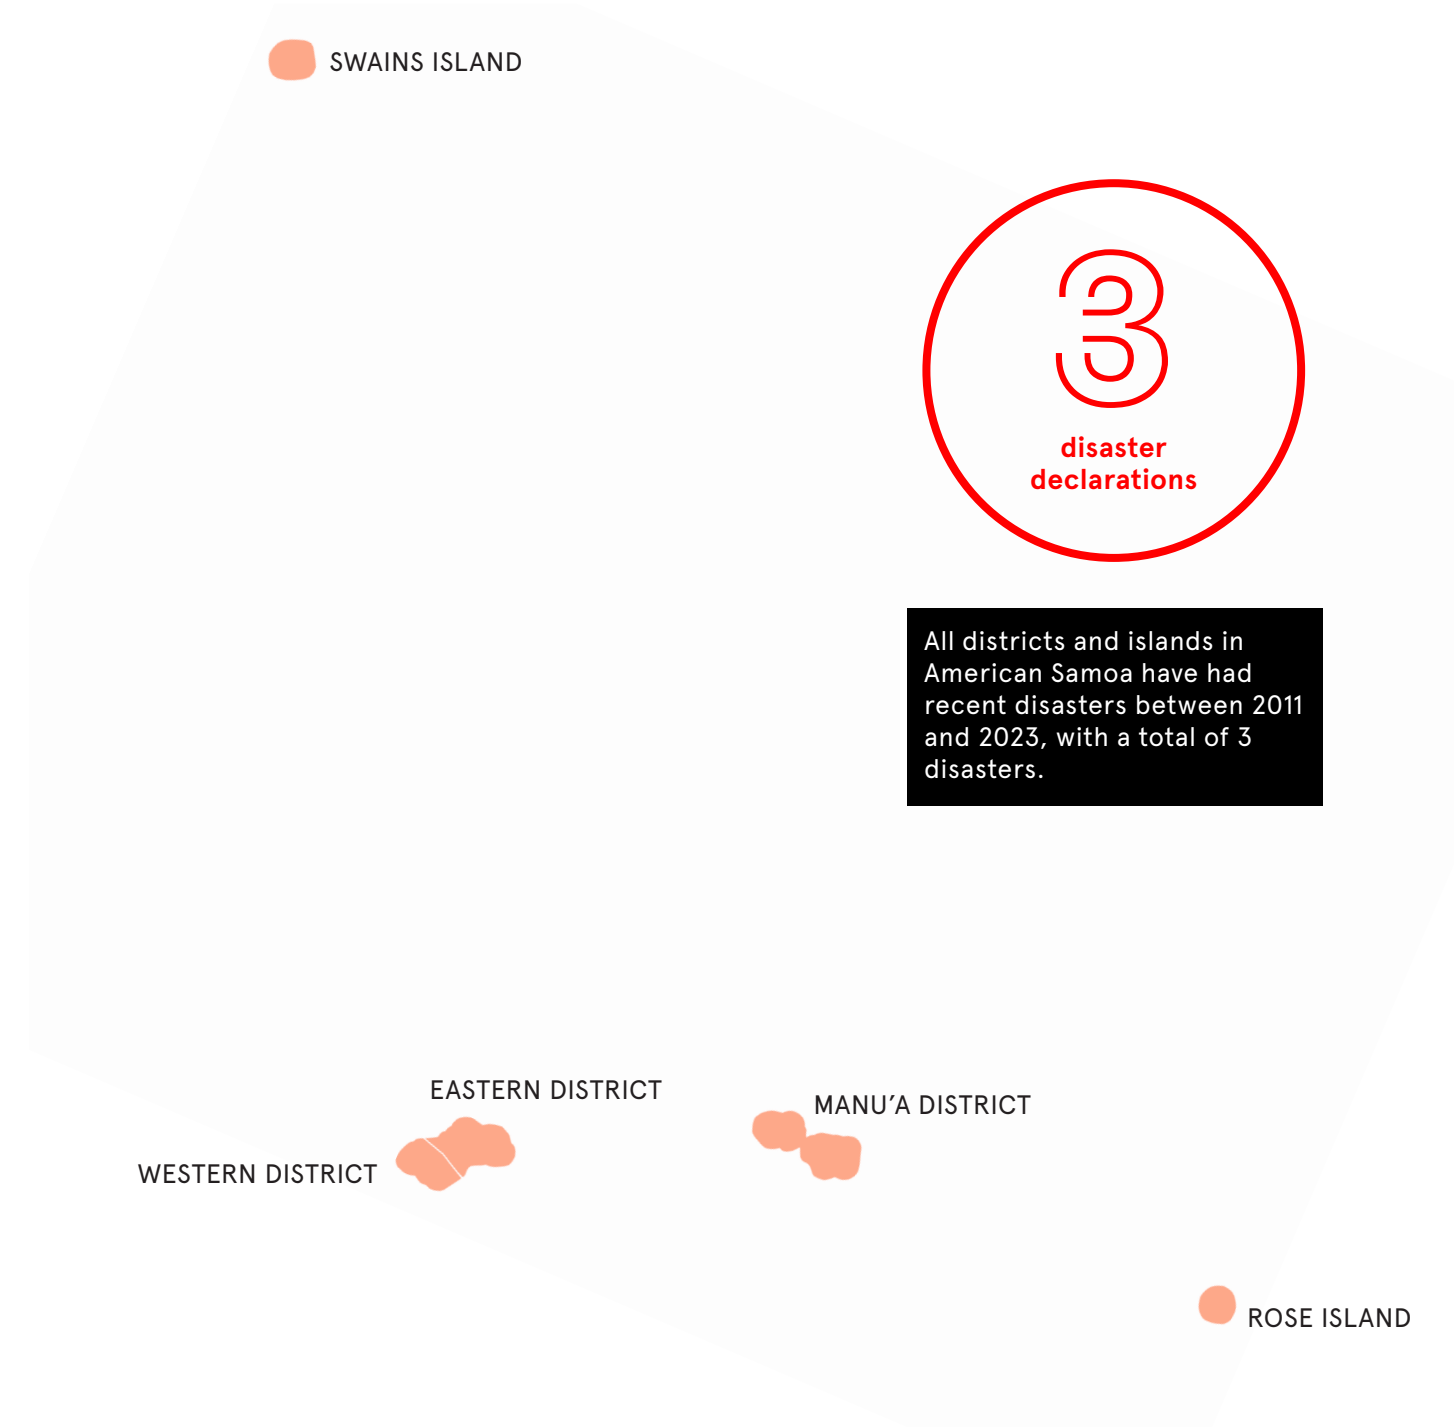 SWAINS ISLAND
3
disaster
declarations
All districts and islands in
American Samoa have had
recent disasters between 2011
and 2023, with a total of 3
disasters.
EASTERN DISTRICT
MANU’A DISTRICT
WESTERN DISTRICT
ROSE ISLAND